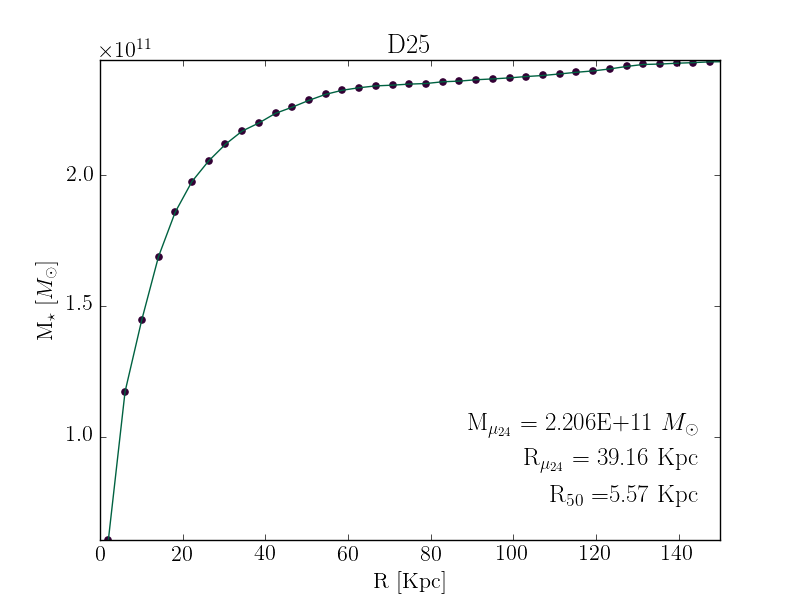 ×10¹¹
D25
2.0
1.5
1.0
M⋆ [M⊙]
M_μ₂₄ = 2.206E+11 M⊙
R_μ₂₄ = 39.16 Kpc
R₅₀ =5.57 Kpc
0 20 40 60 80 100 120 140
R [Kpc]